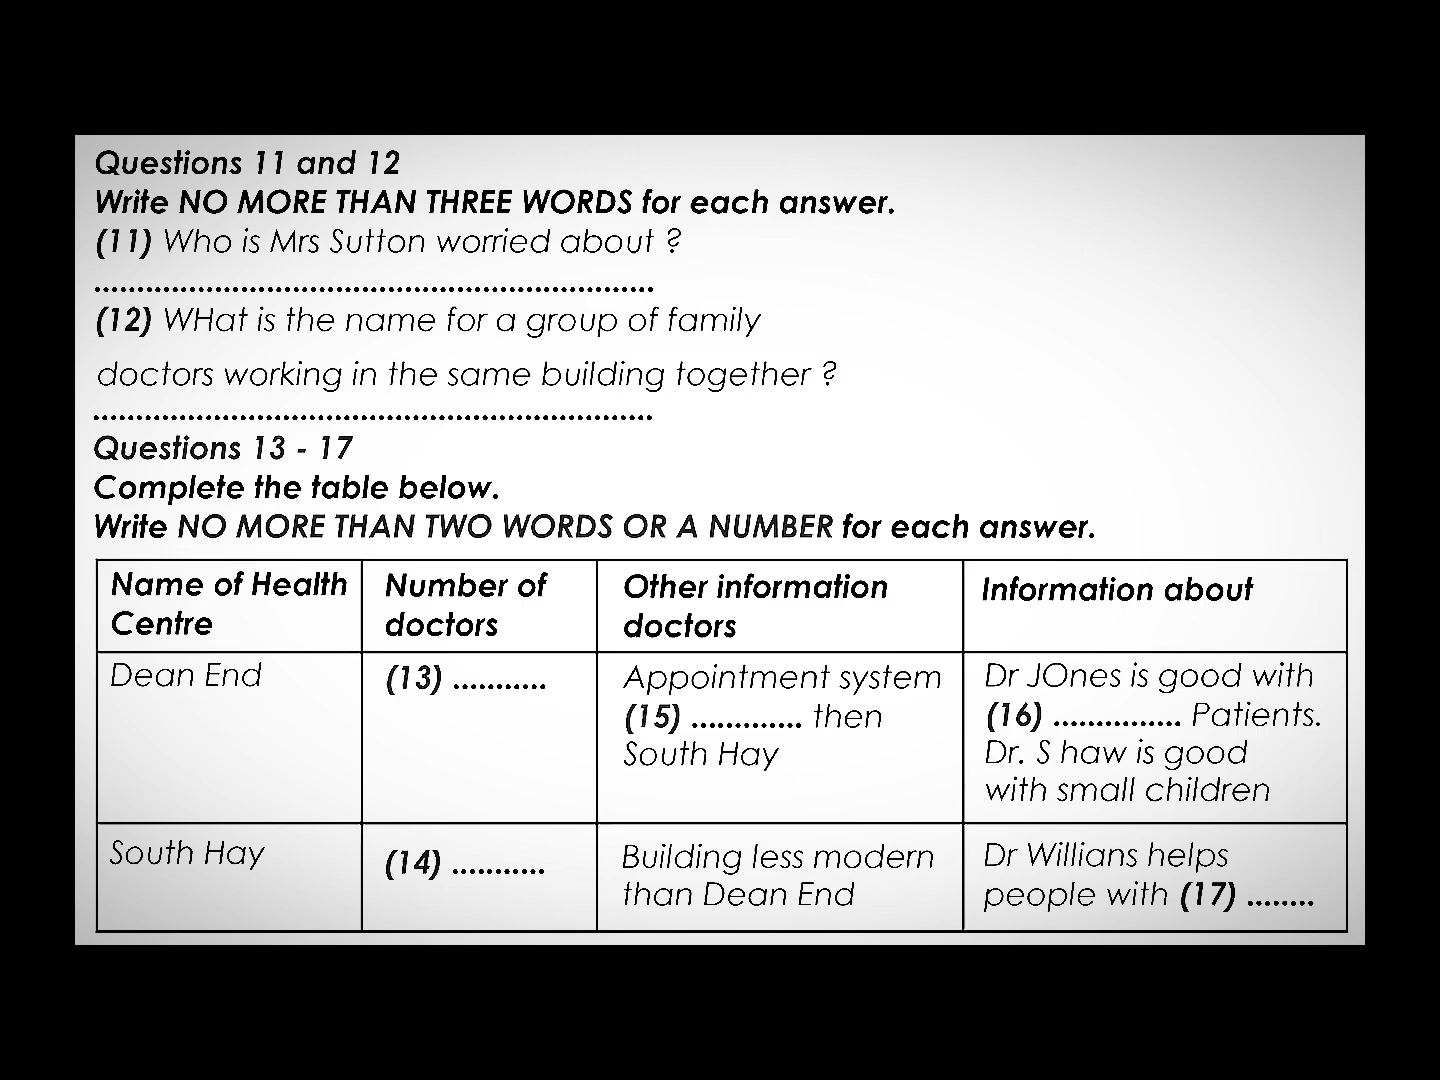 Questions 11 and 12
Write NO MORE THAN THREE WORDS for each answer.
(11) Who is Mrs Sutton worried about ?
.................................................................
(12) WHat is the name for a group of family
doctors working in the same building together ?
.................................................................
Questions 13 - 17
Complete the table below.
Write NO MORE THAN TWO WORDS OR A NUMBER for each answer.
Name of Health Centre
Number of doctors
Other information doctors
Information about
Dean End
(13) ...........
Appointment system
(15) ............. then
South Hay
Dr JOnes is good with
(16) ............... Patients.
Dr. S haw is good
with small children
South Hay
(14) ...........
Building less modern
than Dean End
Dr Willians helps
people with (17) ........